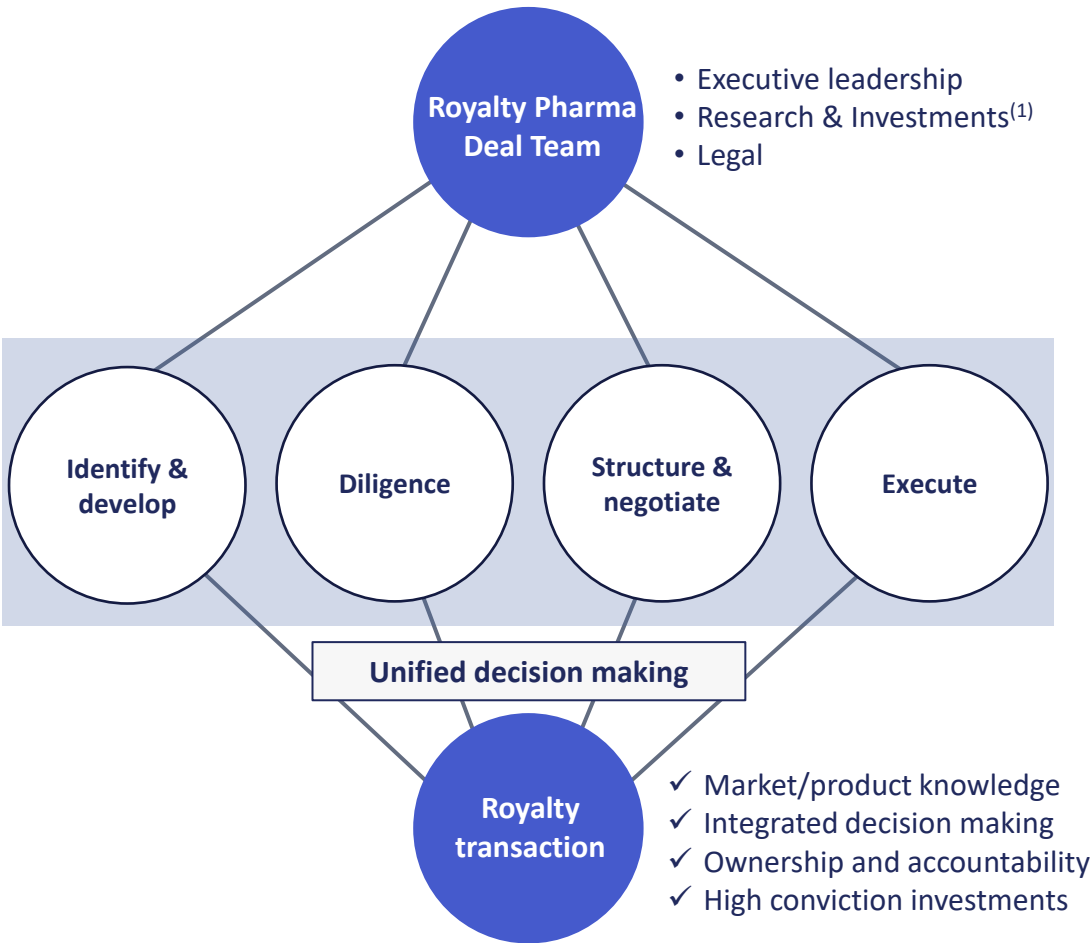 Royalty Pharma
Deal Team
• Executive leadership
• Research & Investments(1)
• Legal
Identify &
develop
Diligence
Structure &
negotiate
Execute
Unified decision making
Royalty
transaction
✓ Market/product knowledge
✓ Integrated decision making
✓ Ownership and accountability
✓ High conviction investments